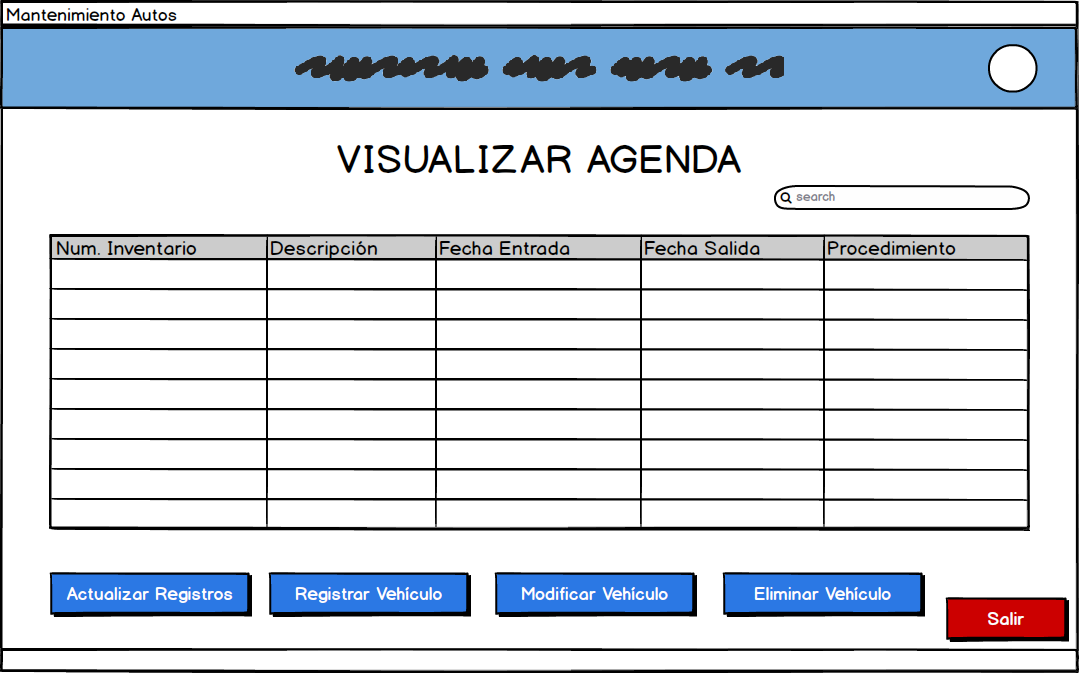 Mantenimiento Autos
VISUALIZAR AGENDA
search
Num. Inventario Descripción Fecha Entrada Fecha Salida Procedimiento
Actualizar Registros Registrar Vehículo Modificar Vehículo Eliminar Vehículo
Salir